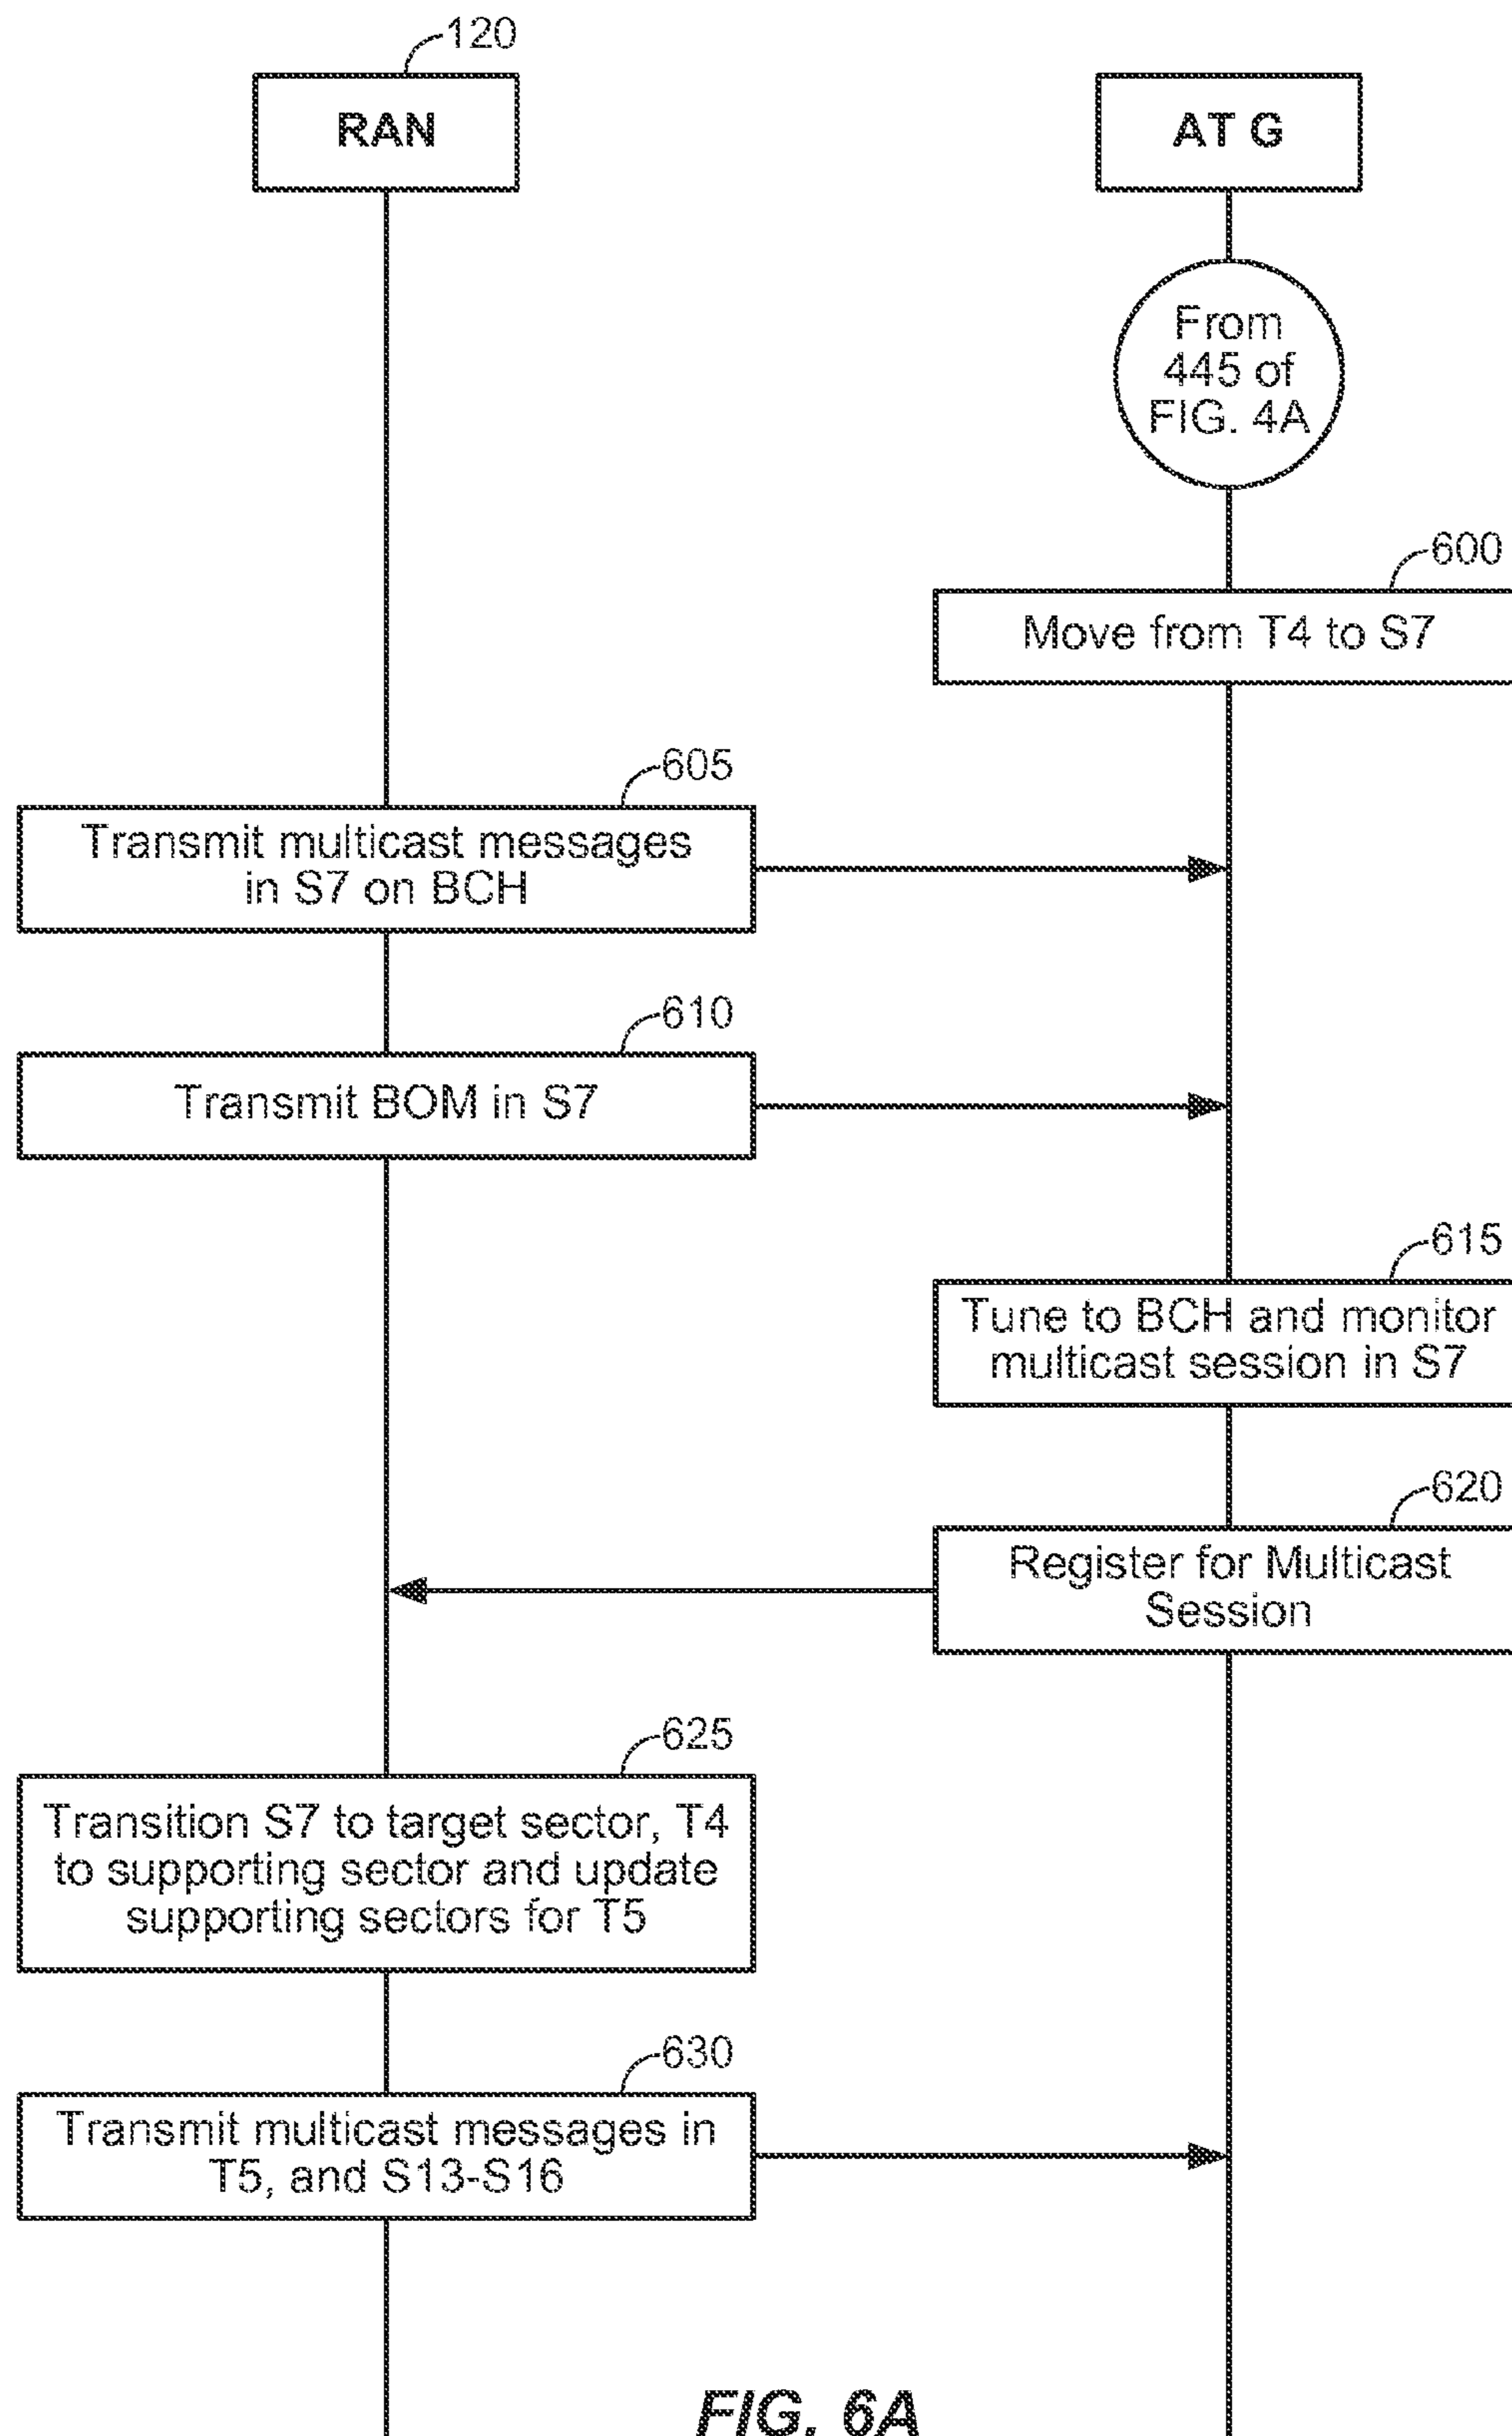 120
RAN
AT G
From
445 of
FIG. 4A
600
Move from T4 to S7
605
Transmit multicast messages
in S7 on BCH
610
Transmit BOM in S7
615
Tune to BCH and monitor
multicast session in S7
620
Register for Multicast
Session
625
Transition S7 to target sector, T4
to supporting sector and update
supporting sectors for T5
630
Transmit multicast messages in
T5, and S13-S16
FIG. 6A